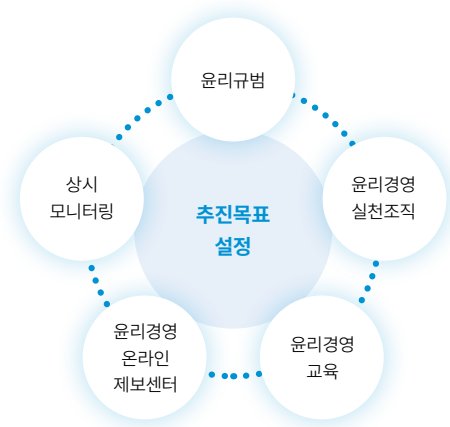 윤리규범
상시
모니터링
윤리경영
실천조직
추진목표
설정
윤리경영
온라인
제보센터
윤리경영
교육